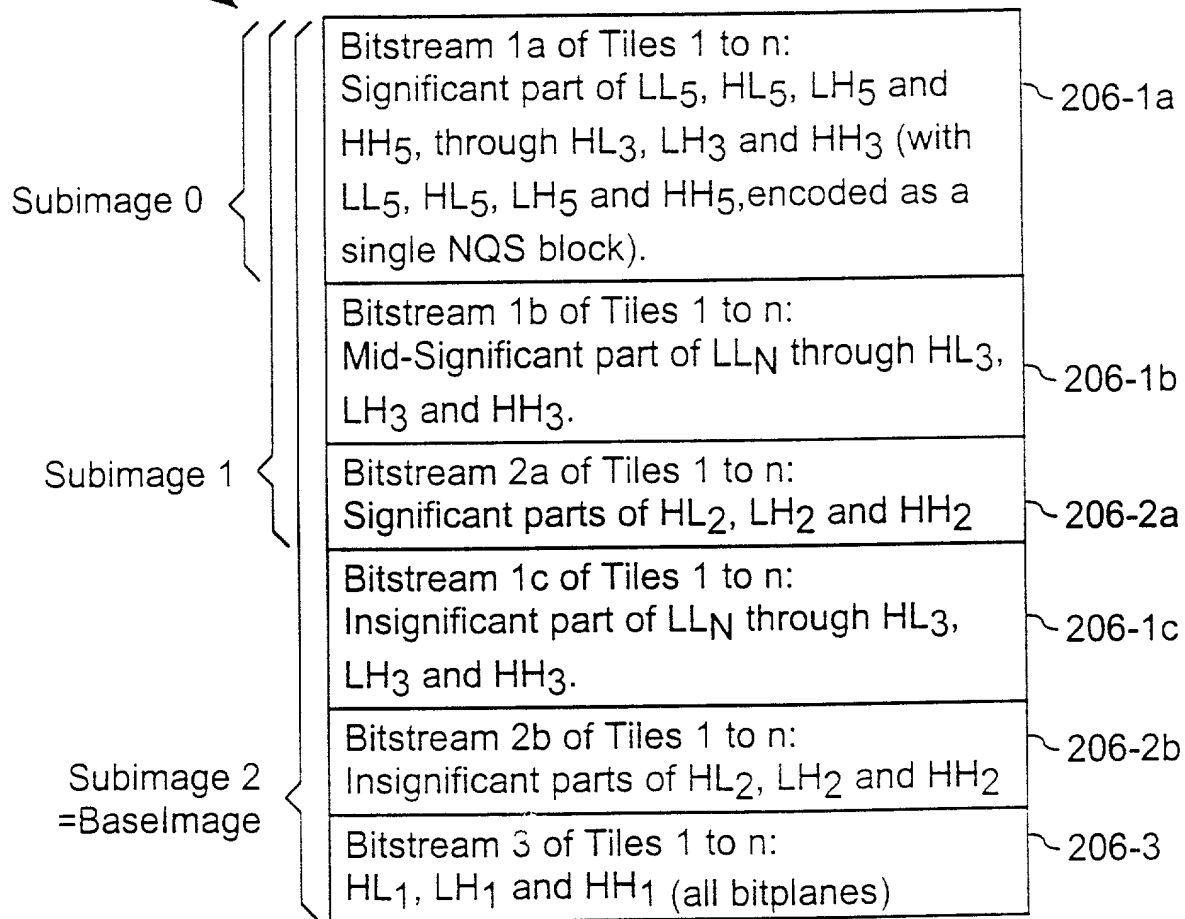 Bitstream 1a of Tiles 1 to n:
Significant part of LL5, HL5, LH5 and
HH5, through HL3, LH3 and HH3 (with
LL5, HL5, LH5 and HH5,encoded as a
single NQS block).
206-1a
Subimage 0
Bitstream 1b of Tiles 1 to n:
Mid-Significant part of LLN through HL3,
LH3 and HH3.
206-1b
Subimage 1
Bitstream 2a of Tiles 1 to n:
Significant parts of HL2, LH2 and HH2
206-2a
Bitstream 1c of Tiles 1 to n:
Insignificant part of LLN through HL3,
LH3 and HH3.
206-1c
Bitstream 2b of Tiles 1 to n:
Insignificant parts of HL2, LH2 and HH2
206-2b
Subimage 2
=BaseImage
Bitstream 3 of Tiles 1 to n:
HL1, LH1 and HH1 (all bitplanes)
206-3